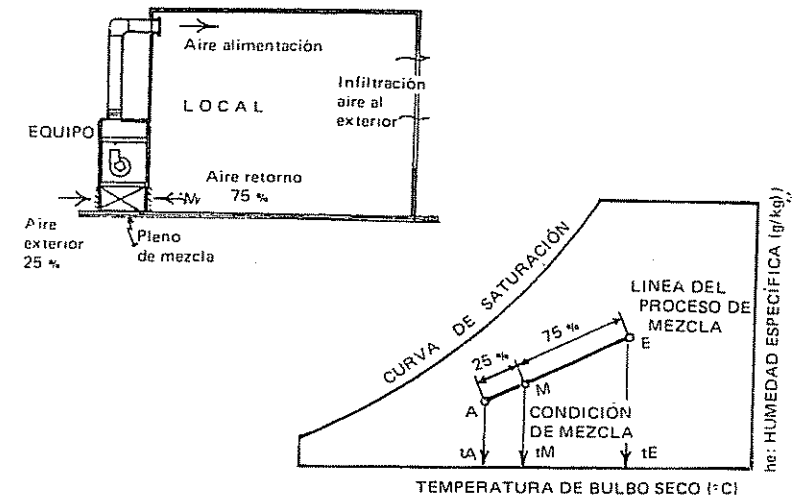 Aire alimentación
Infiltración
aire al
exterior
LOCAL
EQUIPO
Aire retorno
75 %
M
Aire
exterior
25 %
Pleno
de mezcla
CURVA DE SATURACIÓN
LINEA DEL
PROCESO DE
MEZCLA
75 %
25 %
E
M
A
CONDICIÓN
DE MEZCLA
tA
tM
tE
he: HUMEDAD ESPECÍFICA (g/kg)
TEMPERATURA DE BULBO SECO (°C)